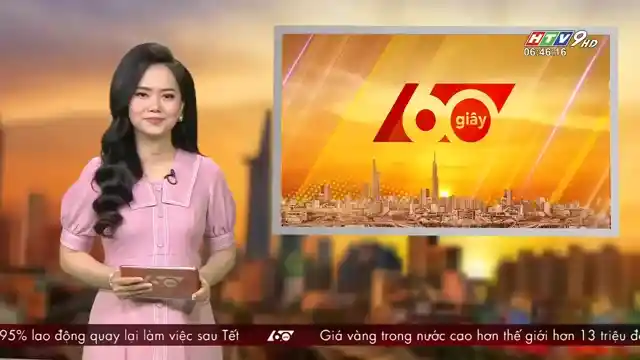 HTV9 HD
06:46:16
60 giây
95% lao động quay lại làm việc sau Tết 60 Giá vàng trong nước cao hơn thế giới hơn 13 triệu